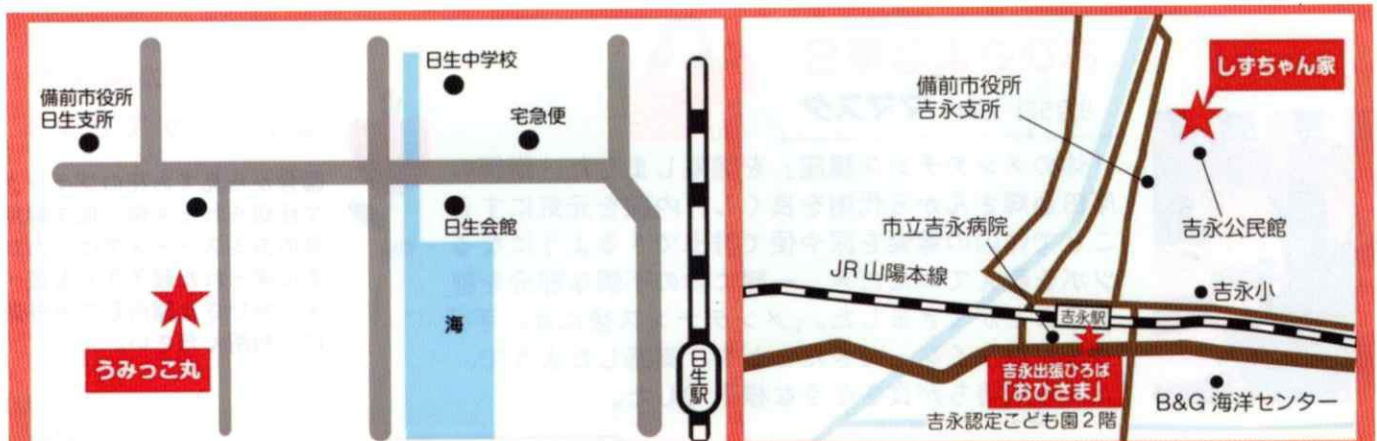 日生中学校
備前市役所
日生支所
宅急便
日生会館
海
うみっこ丸
日生駅
しずちゃん家
備前市役所
吉永支所
吉永公民館
市立吉永病院
JR 山陽本線
吉永小
吉永駅
吉永出張ひろば
「おひさま」
B&G 海洋センター
吉永認定こども園2階